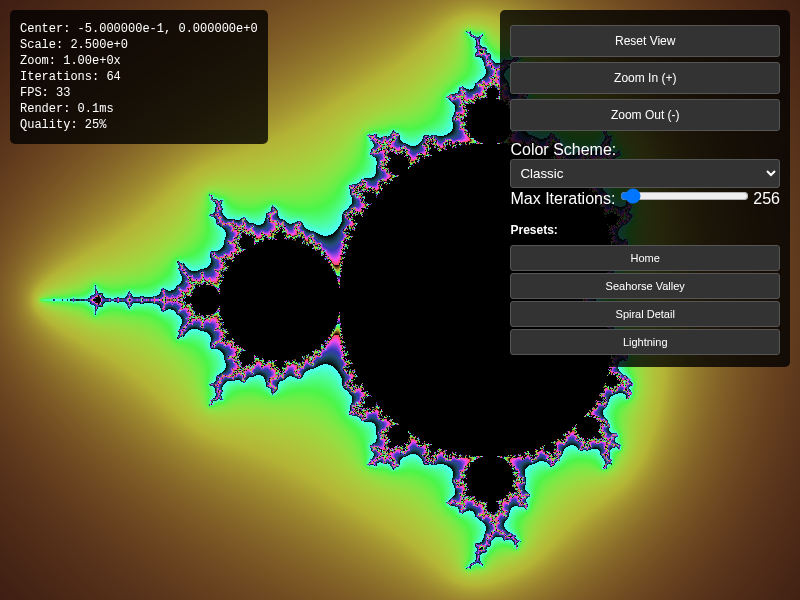 Center: -5.000000e-1, 0.000000e+0
Scale: 2.500e+0
Zoom: 1.00e+0x
Iterations: 64
FPS: 33
Render: 0.1ms
Quality: 25%
Reset View
Zoom In (+)
Zoom Out (-)
Color Scheme:
Classic
Max Iterations: 256
Presets:
Home
Seahorse Valley
Spiral Detail
Lightning